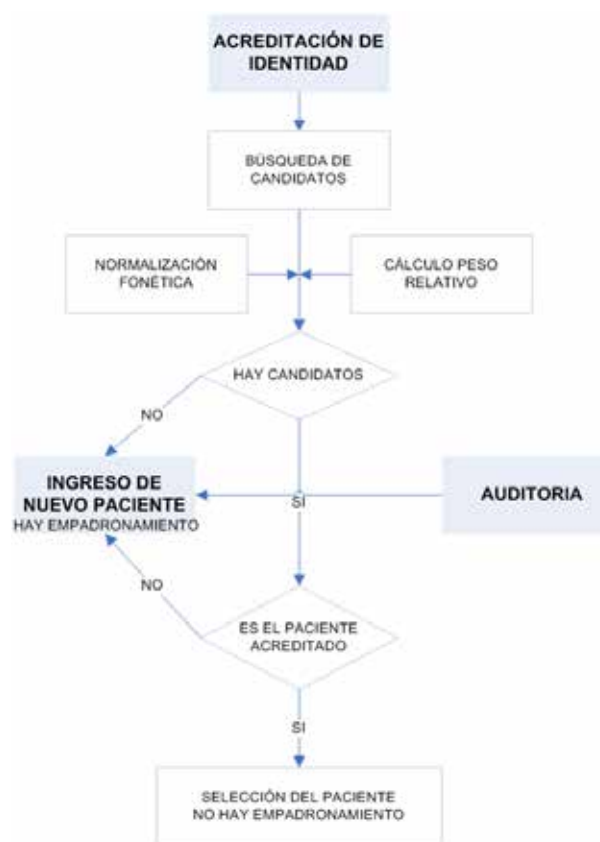 ACREDITACIÓN DE
IDENTIDAD
BÚSQUEDA DE
CANDIDATOS
NORMALIZACIÓN
FONÉTICA
CÁLCULO PESO
RELATIVO
HAY CANDIDATOS
NO
INGRESO DE
NUEVO PACIENTE
HAY EMPADRONAMIENTO
SI
AUDITORIA
NO
ES EL PACIENTE
ACREDITADO
SI
SELECCIÓN DEL PACIENTE
NO HAY EMPADRONAMIENTO